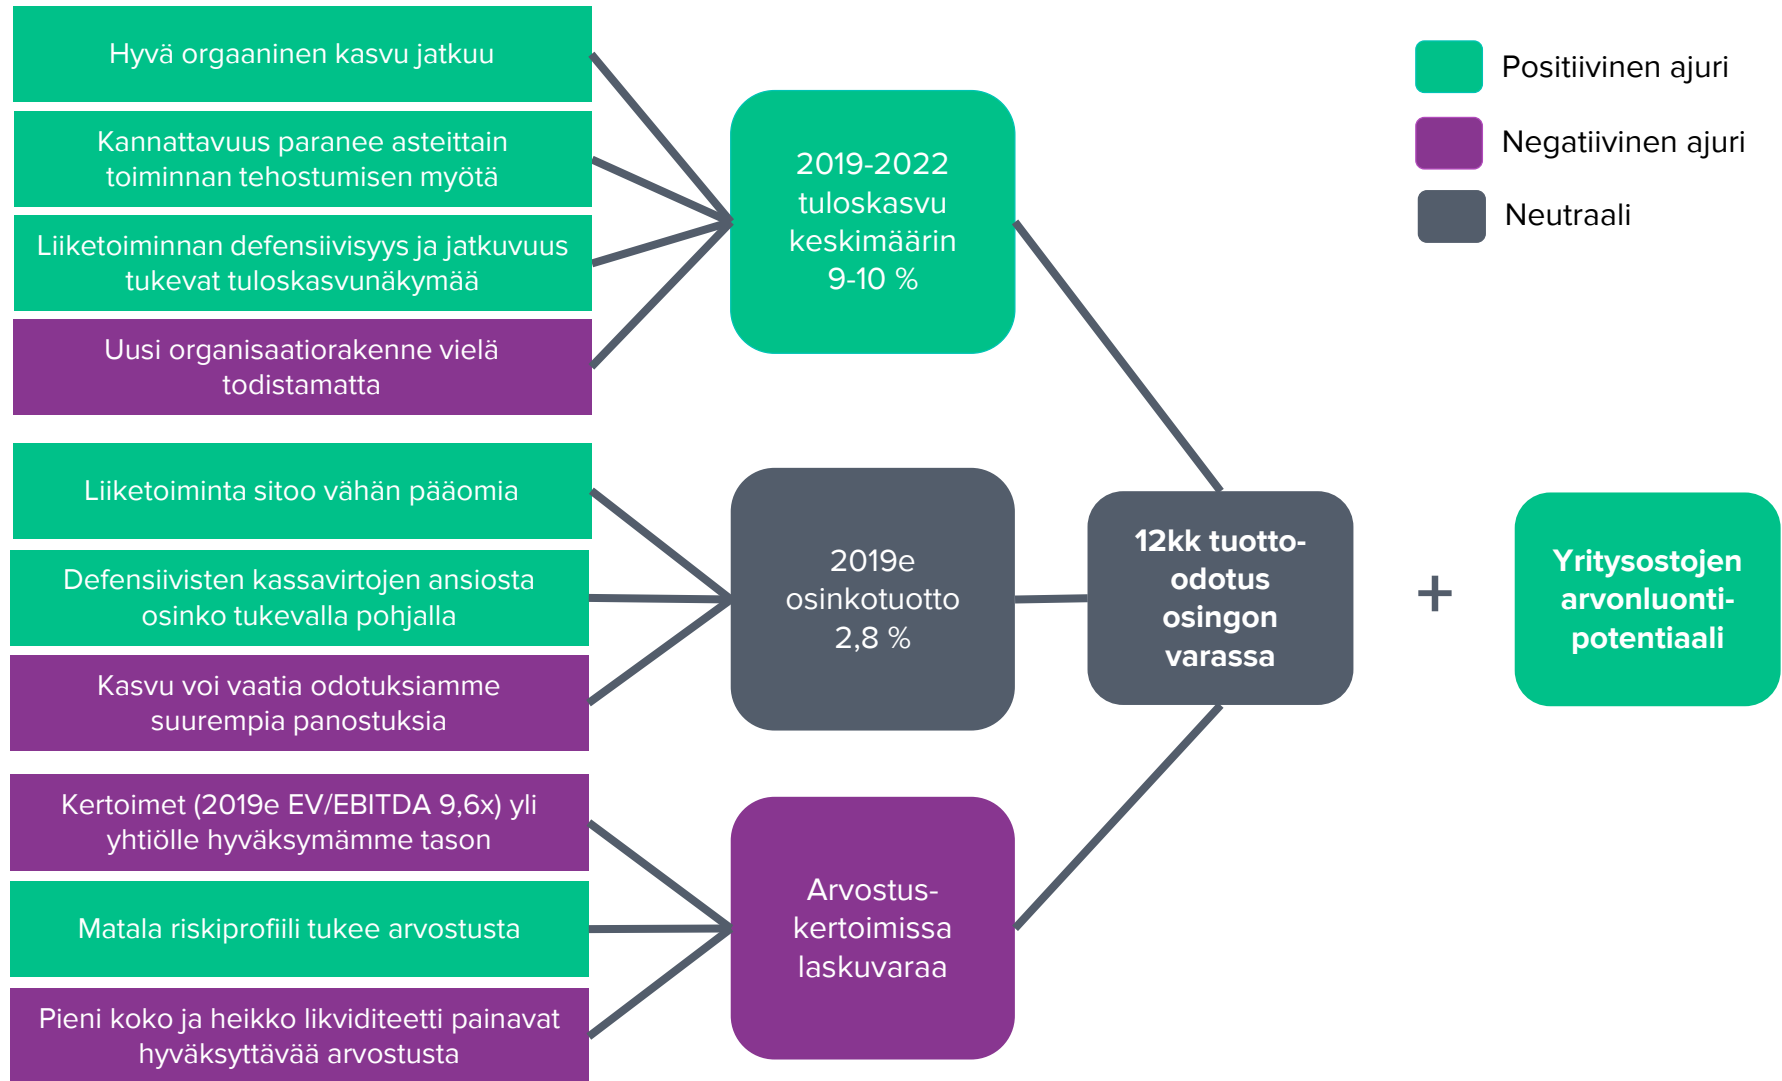 Hyvä orgaaninen kasvu jatkuu
Kannattavuus paranee asteittain
toiminnan tehostumisen myötä
Liiketoiminnan defensiivisyys ja jatkuvuus
tukevat tuloskasvunäkymää
Uusi organisaatiorakenne vielä
todistamatta
Liiketoiminta sitoo vähän pääomia
Defensiivisten kassavirtojen ansiosta
osinko tukevalla pohjalla
Kasvu voi vaatia odotuksiamme
suurempia panostuksia
Kertoimet (2019e EV/EBITDA 9,6x) yli
yhtiölle hyväksymämme tason
Matala riskiprofiili tukee arvostusta
Pieni koko ja heikko likviditeetti painavat
hyväksyttävää arvostusta
2019-2022
tuloskasvu
keskimäärin
9-10 %
2019e
osinkotuotto
2,8 %
Arvostus-
kertoimissa
laskuvaraa
12kk tuotto-
odotus
osingon
varassa
+
Yritysostojen
arvonluonti-
potentiaali
Positiivinen ajuri
Negatiivinen ajuri
Neutraali